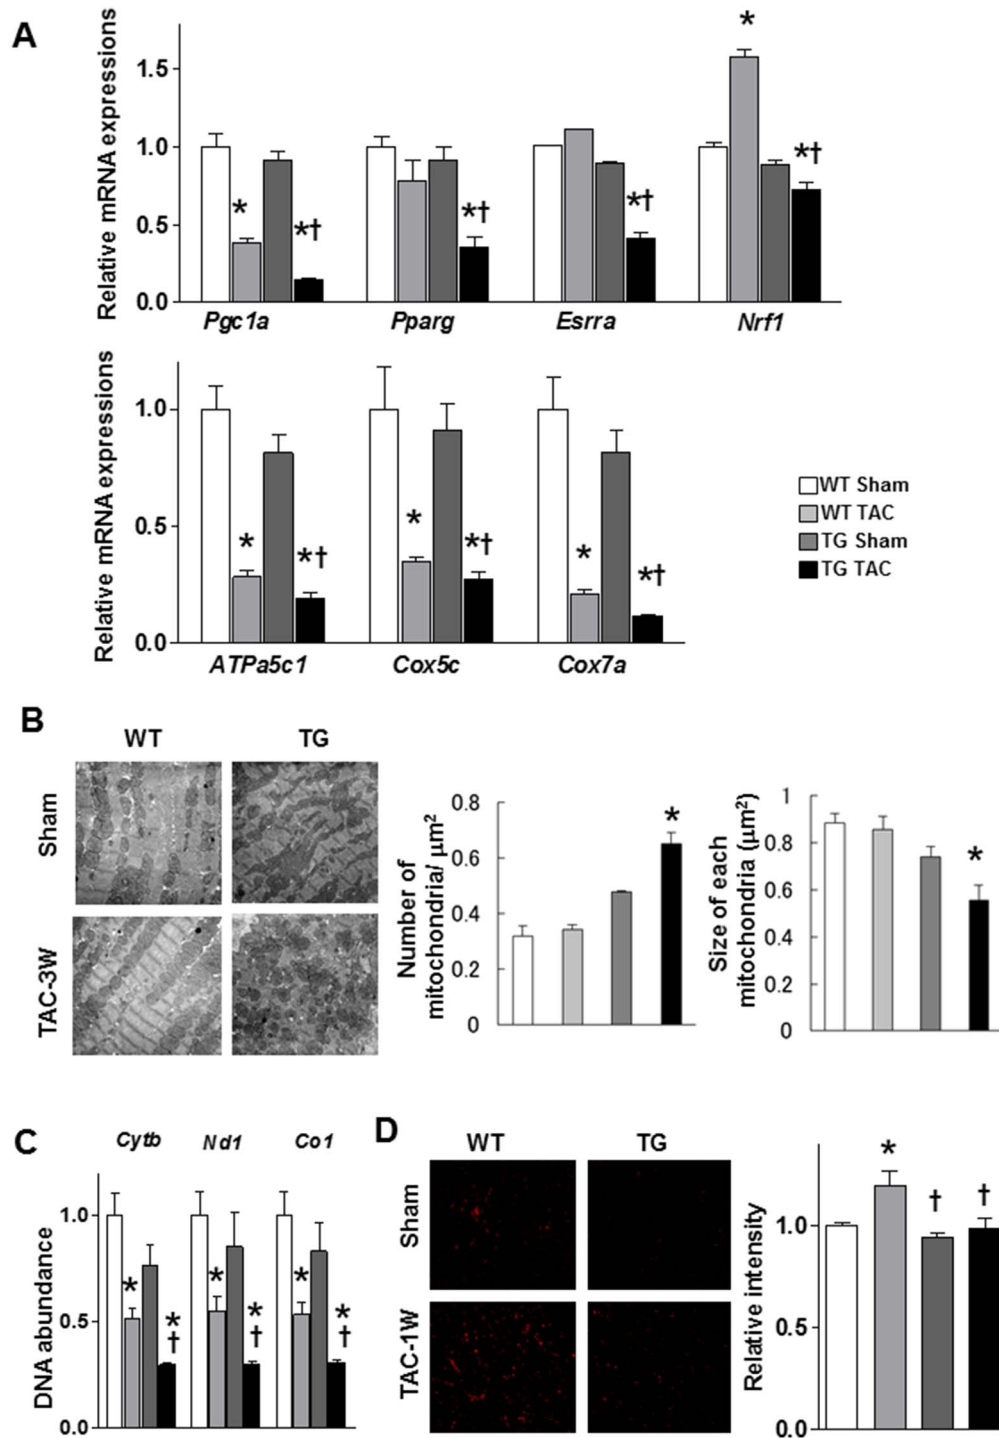 A
Relative mRNA expressions
1.5
1.0
0.5
0.0
*
*†
*†
*†
*
*†
Pgc1a Pparg Esrra Nrf1
Relative mRNA expressions
1.0
0.5
0.0
*
*†
*
*†
*
*†
ATPa5c1 Cox5c Cox7a
WT Sham
WT TAC
TG Sham
TG TAC
B
WT TG
Sham
TAC-3W
Number of
mitochondria/ μm²
0.8
0.6
0.4
0.2
0
*
Size of each
mitochondria (μm²)
1
0.8
0.6
0.4
0.2
0
*
C
Cytb Nd1 Co1
DNA abundance
1.0
0.5
0.0
*
*
†
*
*
†
*
*
†
D
WT TG
Sham
TAC-1W
Relative intensity
1.0
0.5
0.0
*
†
†